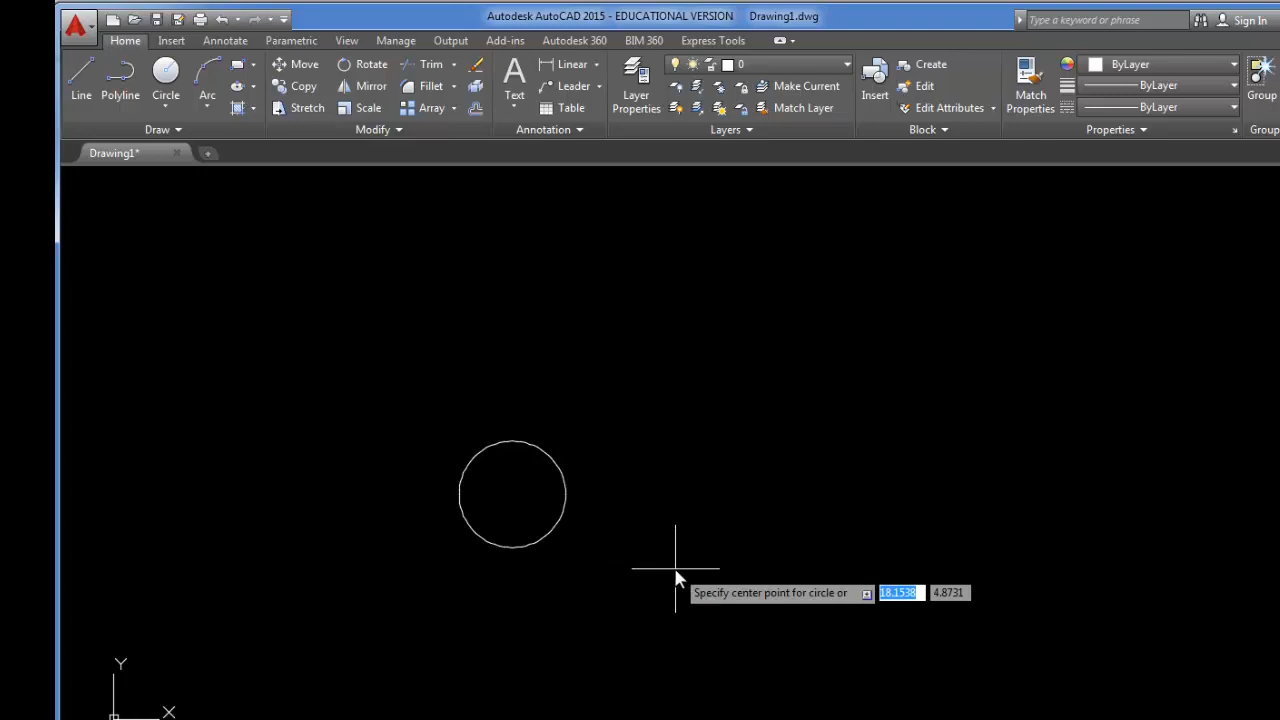 Autodesk AutoCAD 2015 - EDUCATIONAL VERSION Drawing1.dwg
Type a keyword or phrase
Sign In
Home Insert Annotate Parametric View Manage Output Add-ins Autodesk 360 BIM 360 Express Tools
Line Polyline Circle Arc
Move Rotate Trim
Copy Mirror Fillet
Stretch Scale Array
Text
Linear
Leader
Table
Layer
Properties
0
Make Current
Match Layer
Insert
Create
Edit
Edit Attributes
Match
Properties
ByLayer
ByLayer
ByLayer
Group
Draw Modify Annotation Layers Block Properties Group
Drawing1*
Specify center point for circle or 18.1538 4.8731
Y
X